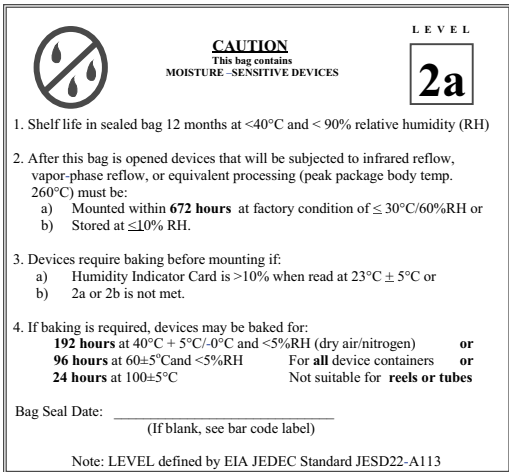 L E V E L
CAUTION
This bag contains
MOISTURE –SENSITIVE DEVICES
2a
1. Shelf life in sealed bag 12 months at <40°C and < 90% relative humidity (RH)
2. After this bag is opened devices that will be subjected to infrared reflow,
vapor-phase reflow, or equivalent processing (peak package body temp.
260°C) must be:
a) Mounted within 672 hours at factory condition of ≤ 30°C/60%RH or
b) Stored at ≤10% RH.
3. Devices require baking before mounting if:
a) Humidity Indicator Card is >10% when read at 23°C ± 5°C or
b) 2a or 2b is not met.
4. If baking is required, devices may be baked for:
192 hours at 40°C + 5°C/-0°C and <5%RH (dry air/nitrogen) or
96 hours at 60±5°Cand <5%RH For all device containers or
24 hours at 100±5°C Not suitable for reels or tubes
Bag Seal Date: ______________________________
(If blank, see bar code label)
Note: LEVEL defined by EIA JEDEC Standard JESD22-A113